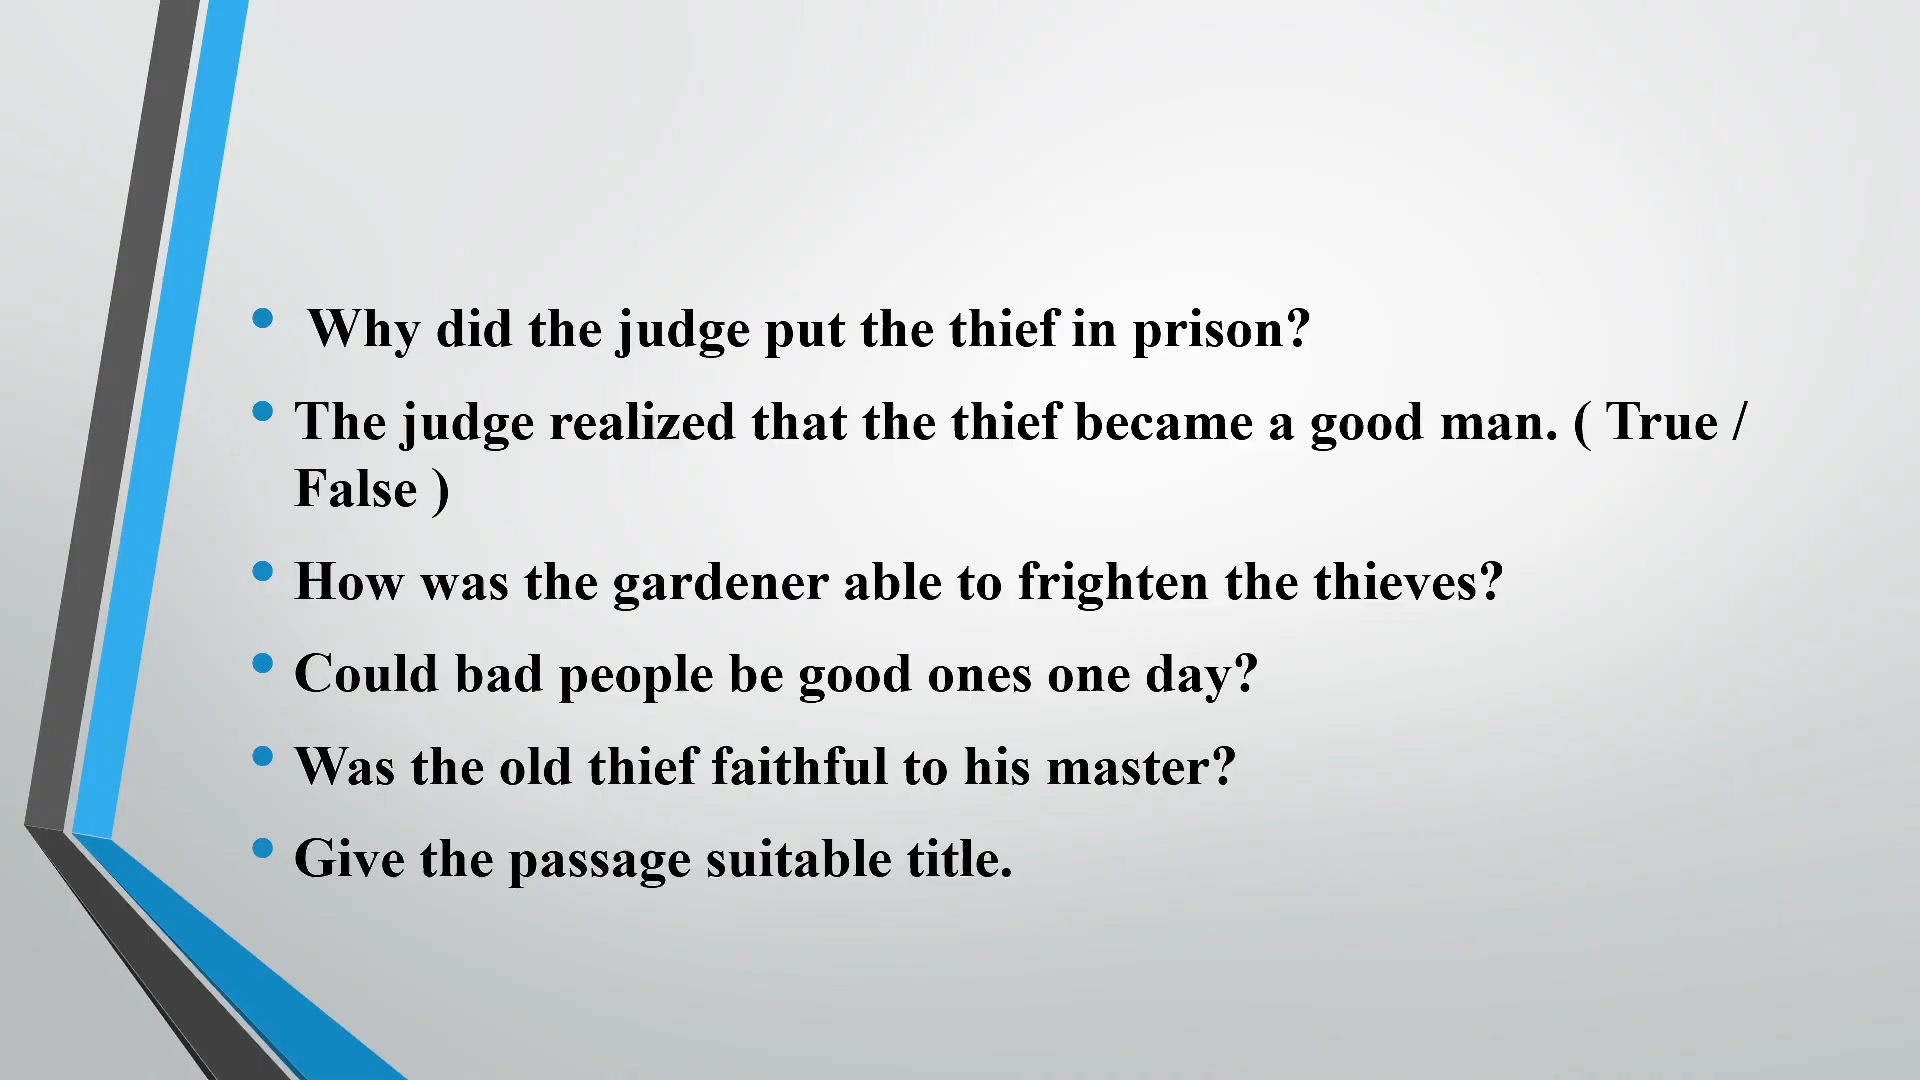 • Why did the judge put the thief in prison?
• The judge realized that the thief became a good man. ( True /
False )
• How was the gardener able to frighten the thieves?
• Could bad people be good ones one day?
• Was the old thief faithful to his master?
• Give the passage suitable title.